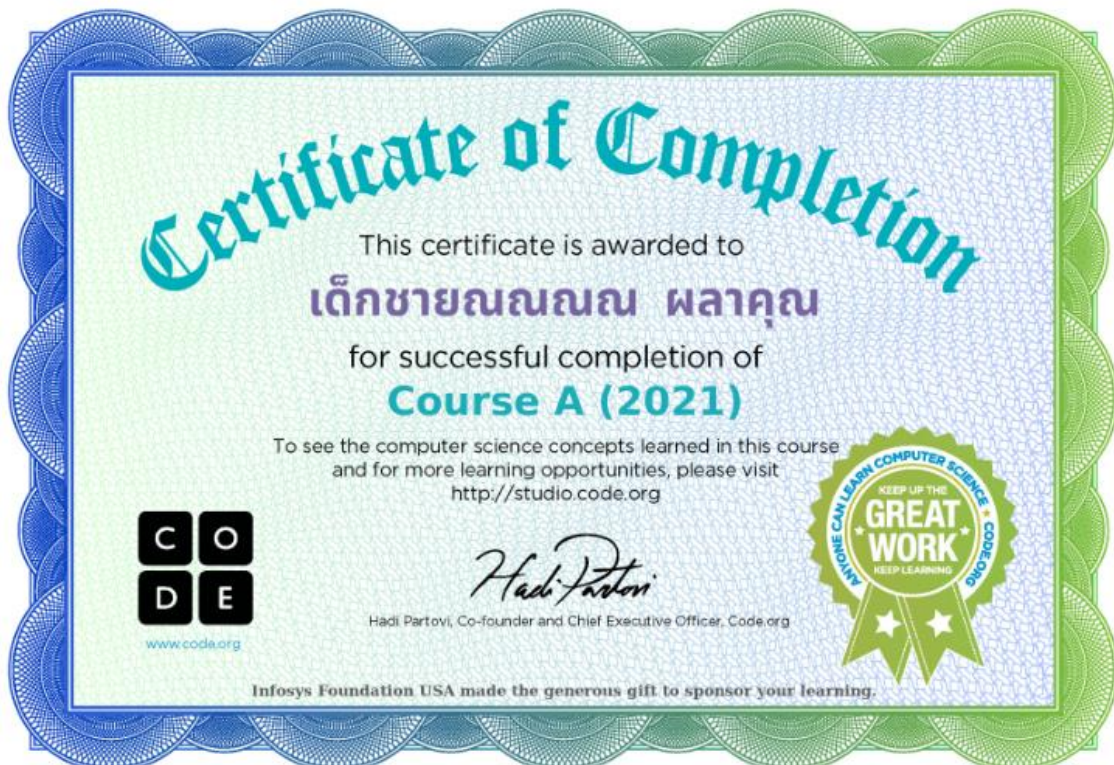 Certificate of Completion
This certificate is awarded to
เด็กชายณณณณ ผลาคุณ
for successful completion of
Course A (2021)
To see the computer science concepts learned in this course
and for more learning opportunities, please visit
http://studio.code.org
C O
D E
www.code.org
Hadi Partovi
Hadi Partovi, Co-founder and Chief Executive Officer, Code.org
ANYONE CAN LEARN COMPUTER SCIENCE ★ CODE.ORG
KEEP UP THE
GREAT
WORK
KEEP LEARNING
Infosys Foundation USA made the generous gift to sponsor your learning.